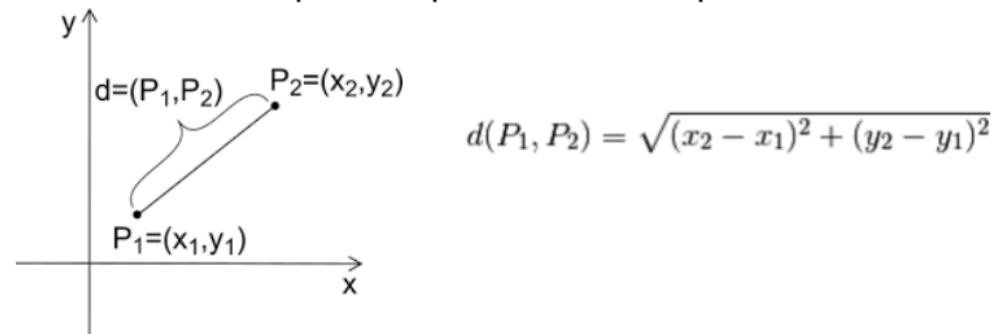 y
d=(P₁,P₂)
P₂=(x₂,y₂)
d(P₁, P₂) = √((x₂ − x₁)² + (y₂ − y₁)²)
P₁=(x₁,y₁)
x